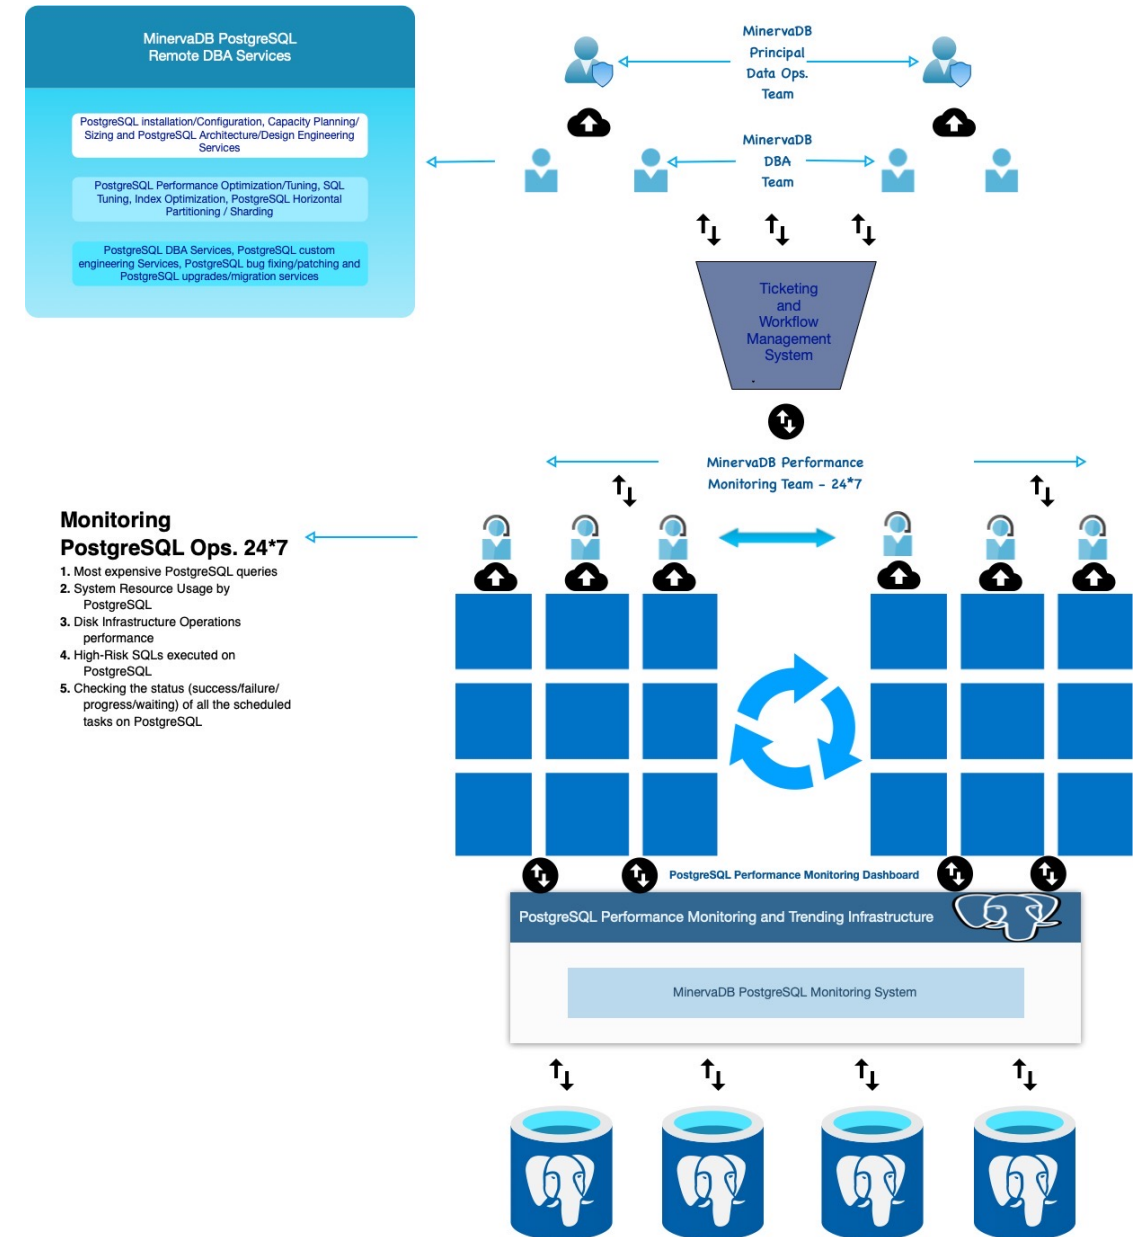 MinervaDB PostgreSQL
Remote DBA Services
PostgreSQL installation/Configuration, Capacity Planning/
Sizing and PostgreSQL Architecture/Design Engineering
Services
PostgreSQL Performance Optimization/Tuning, SQL
Tuning, Index Optimization, PostgreSQL Horizontal
Partitioning / Sharding
PostgreSQL DBA Services, PostgreSQL custom
engineering Services, PostgreSQL bug fixing/patching and
PostgreSQL upgrades/migration services
MinervaDB
Principal
Data Ops.
Team
MinervaDB
DBA
Team
Ticketing
and
Workflow
Management
System
.
MinervaDB Performance
Monitoring Team - 24*7
Monitoring
PostgreSQL Ops. 24*7
1. Most expensive PostgreSQL queries
2. System Resource Usage by
PostgreSQL
3. Disk Infrastructure Operations
performance
4. High-Risk SQLs executed on
PostgreSQL
5. Checking the status (success/failure/
progress/waiting) of all the scheduled
tasks on PostgreSQL
PostgreSQL Performance Monitoring Dashboard
PostgreSQL Performance Monitoring and Trending Infrastructure
MinervaDB PostgreSQL Monitoring System